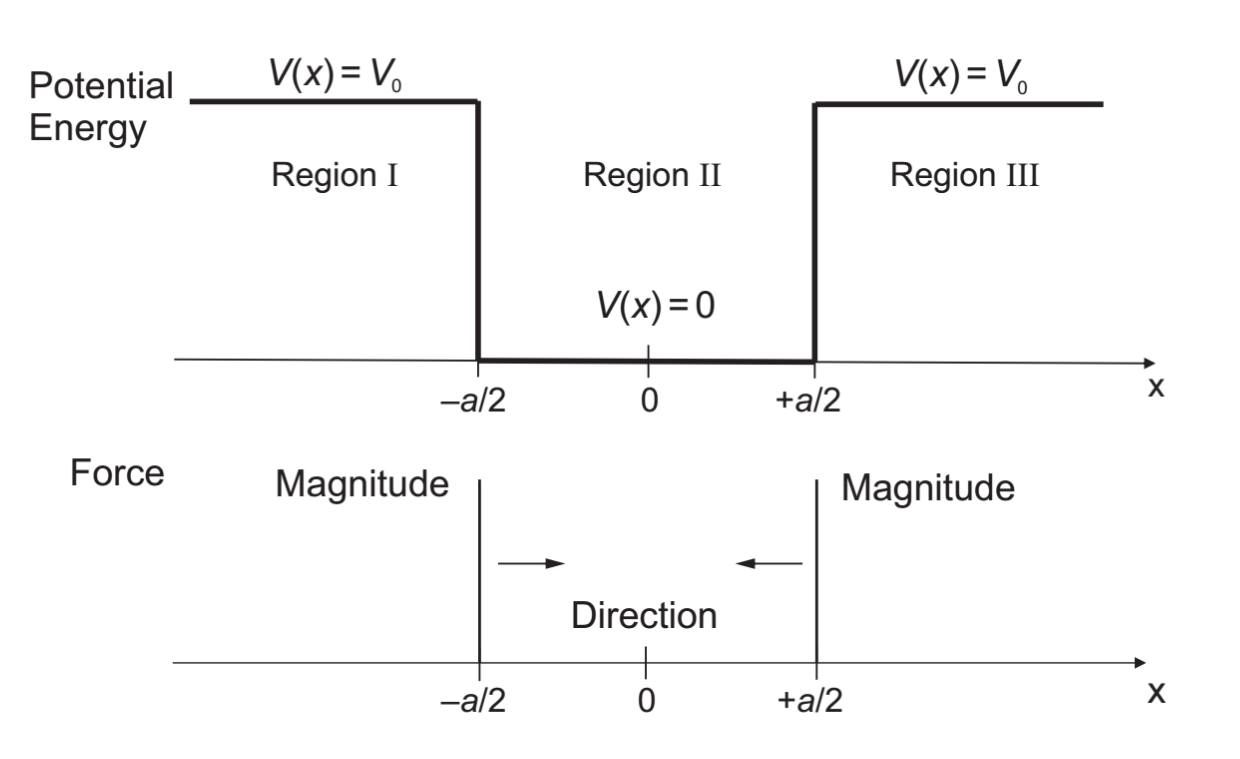 Potential
Energy
V(x) = V₀
V(x) = V₀
Region I
Region II
Region III
V(x) = 0
–a/2
0
+a/2
x
Force
Magnitude
Magnitude
Direction
–a/2
0
+a/2
x